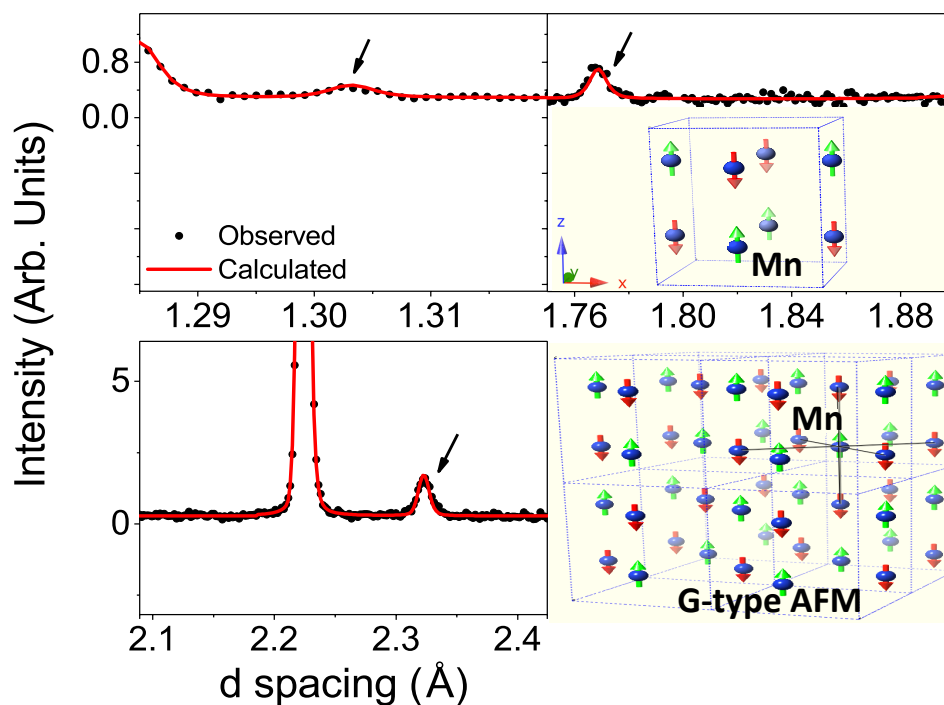 Intensity (Arb. Units)
0.8
0.0
Observed
Calculated
z
y
x
Mn
1.29 1.30 1.31 1.76 1.80 1.84 1.88
5
0
Mn
G-type AFM
2.1 2.2 2.3 2.4
d spacing (Å)